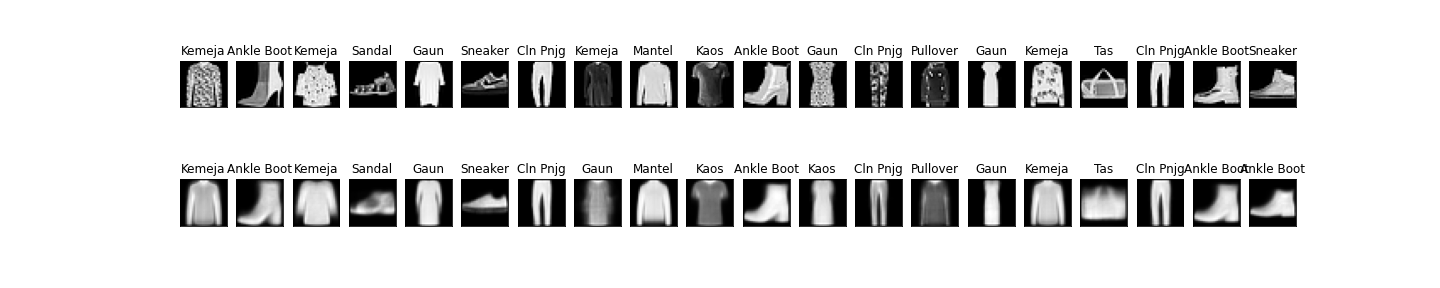 Kemeja Ankle Boot Kemeja Sandal Gaun Sneaker Cln Pnjg Kemeja Mantel Kaos Ankle Boot Gaun Cln Pnjg Pullover Gaun Kemeja Tas Cln Pnjg Ankle Boot Sneaker
Kemeja Ankle Boot Kemeja Sandal Gaun Sneaker Cln Pnjg Gaun Mantel Kaos Ankle Boot Kaos Cln Pnjg Pullover Gaun Kemeja Tas Cln Pnjg Ankle Boot Ankle Boot